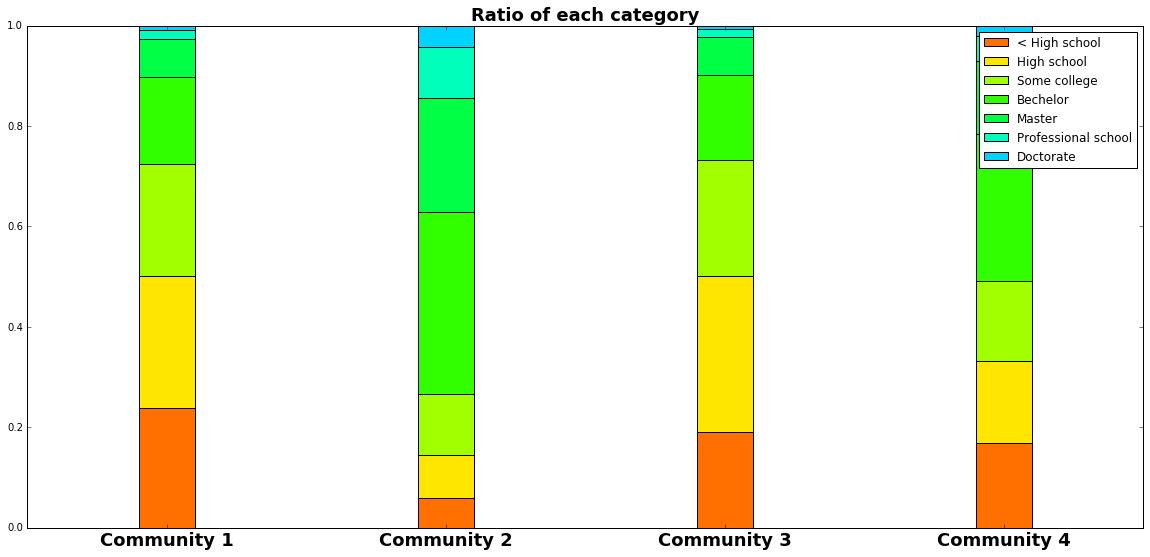 Ratio of each category
1.0
0.8
0.6
0.4
0.2
0.0
< High school
High school
Some college
Bechelor
Master
Professional school
Doctorate
Community 1
Community 2
Community 3
Community 4